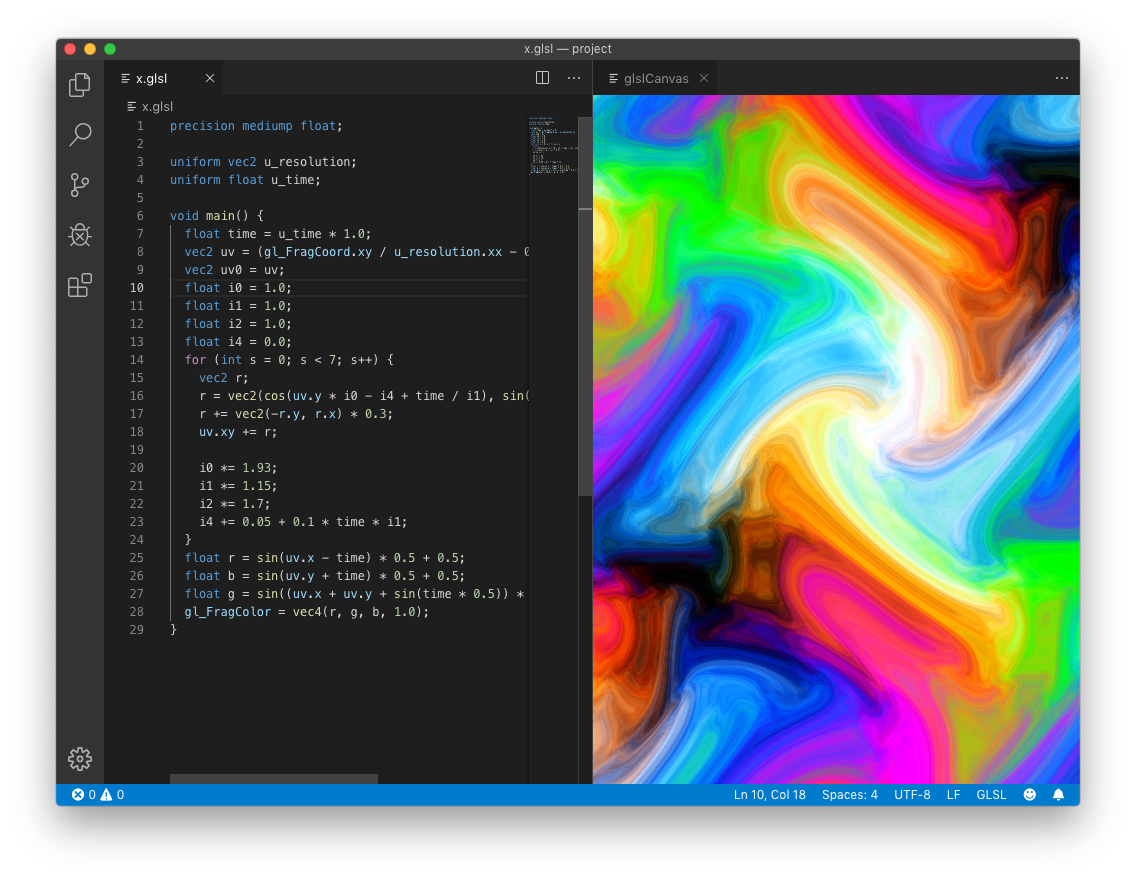 x.glsl — project
x.glsl
glslCanvas
x.glsl
1 precision mediump float;
2
3 uniform vec2 u_resolution;
4 uniform float u_time;
5
6 void main() {
7 float time = u_time * 1.0;
8 vec2 uv = (gl_FragCoord.xy / u_resolution.xx - 0
9 vec2 uv0 = uv;
10 float i0 = 1.0;
11 float i1 = 1.0;
12 float i2 = 1.0;
13 float i4 = 0.0;
14 for (int s = 0; s < 7; s++) {
15 vec2 r;
16 r = vec2(cos(uv.y * i0 - i4 + time / i1), sin(
17 r += vec2(-r.y, r.x) * 0.3;
18 uv.xy += r;
19
20 i0 *= 1.93;
21 i1 *= 1.15;
22 i2 *= 1.7;
23 i4 += 0.05 + 0.1 * time * i1;
24 }
25 float r = sin(uv.x - time) * 0.5 + 0.5;
26 float b = sin(uv.y + time) * 0.5 + 0.5;
27 float g = sin((uv.x + uv.y + sin(time * 0.5)) *
28 gl_FragColor = vec4(r, g, b, 1.0);
29 }
0 0 Ln 10, Col 18 Spaces: 4 UTF-8 LF GLSL